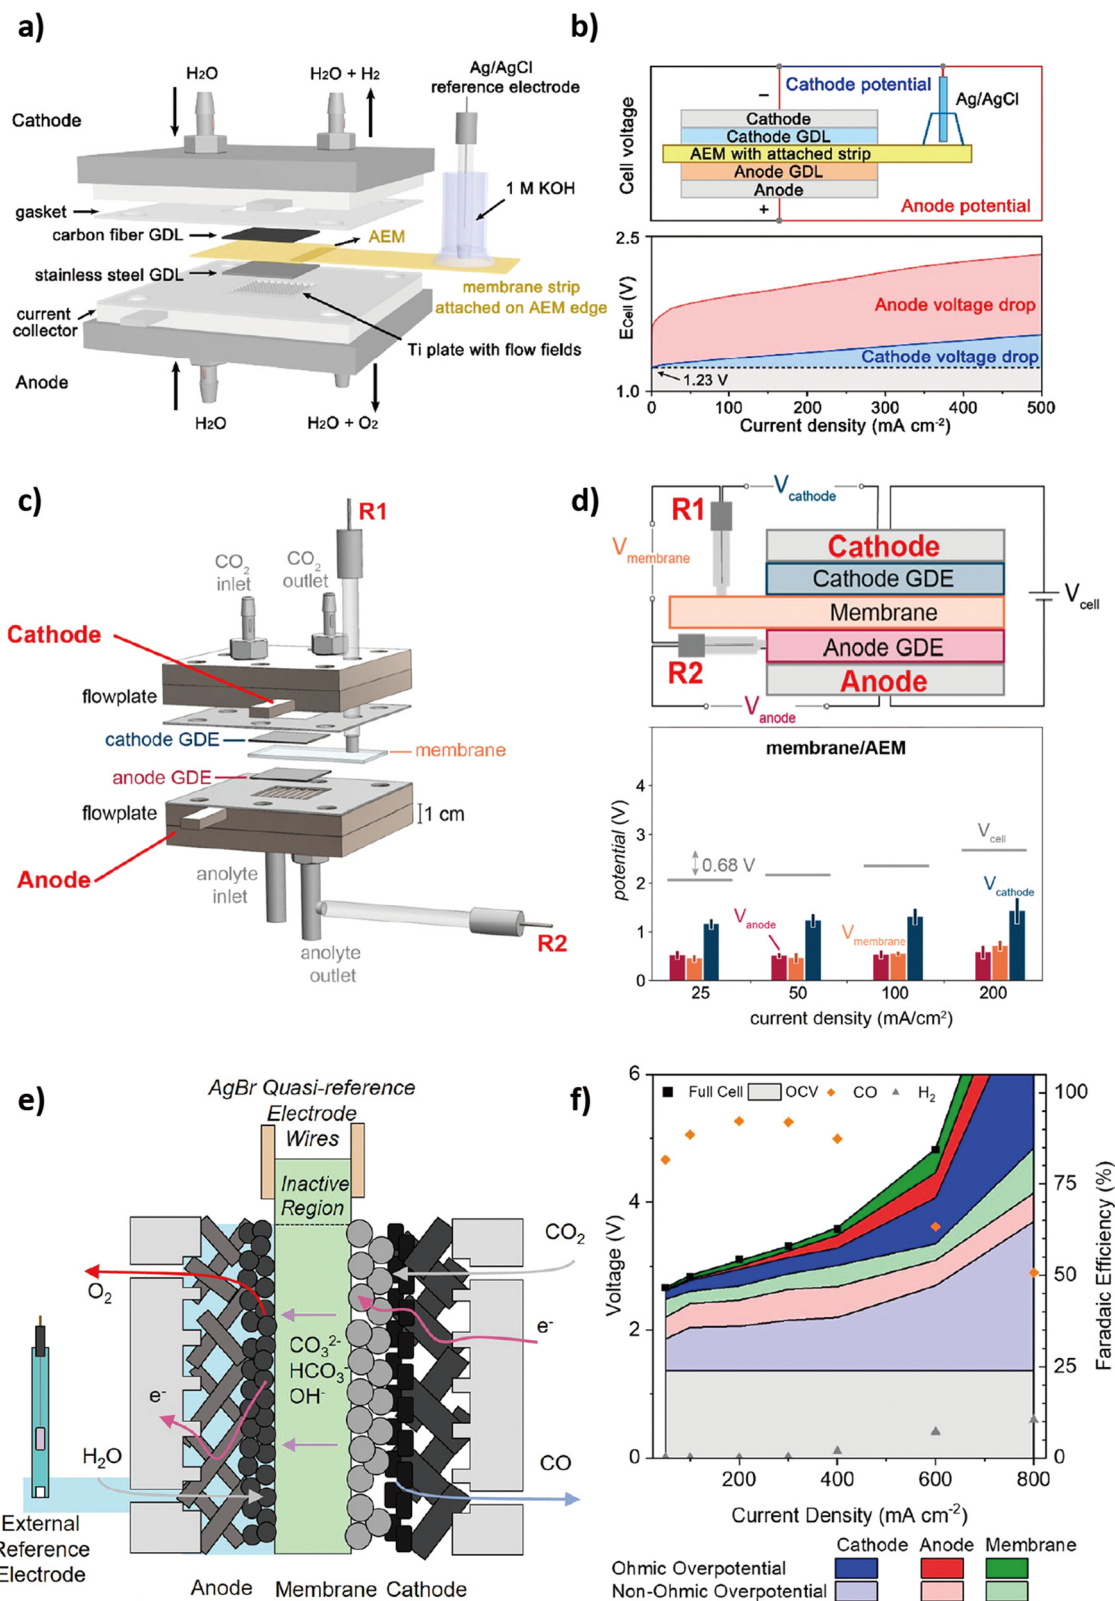 a)
H2O
H2O + H2
Ag/AgCl
reference electrode
Cathode
1 M KOH
gasket
carbon fiber GDL
AEM
stainless steel GDL
membrane strip
attached on AEM edge
current
collector
Ti plate with flow fields
Anode
H2O
H2O + O2
b)
Cell voltage
Cathode potential
−
Ag/AgCl
Cathode
Cathode GDL
AEM with attached strip
Anode GDL
Anode
+
Anode potential
2.5
Ecell (V)
Anode voltage drop
Cathode voltage drop
1.23 V
1.0
0 100 200 300 400 500
Current density (mA cm-2)
c)
R1
CO2
inlet
CO2
outlet
Cathode
flowplate
cathode GDE
membrane
anode GDE
flowplate
1 cm
Anode
anolyte
inlet
R2
anolyte
outlet
d)
Vcathode
R1
Vmembrane
Cathode
Cathode GDE
Vcell
Membrane
Anode GDE
R2
Anode
Vanode
membrane/AEM
potential (V)
4
3
2
1
0
Vcell
0.68 V
Vcathode
Vanode
Vmembrane
25 50 100 200
current density (mA/cm2)
e)
AgBr Quasi-reference
Electrode
Wires
Inactive
Region
CO2
O2
e-
CO32-
HCO3-
OH-
e-
H2O
CO
External
Reference
Electrode
Anode Membrane Cathode
f)
6
4
2
0
Voltage (V)
Full Cell OCV CO H2
100
75
50
25
0
Faradaic Efficiency (%)
0 200 400 600 800
Current Density (mA cm-2)
Cathode Anode Membrane
Ohmic Overpotential
Non-Ohmic Overpotential